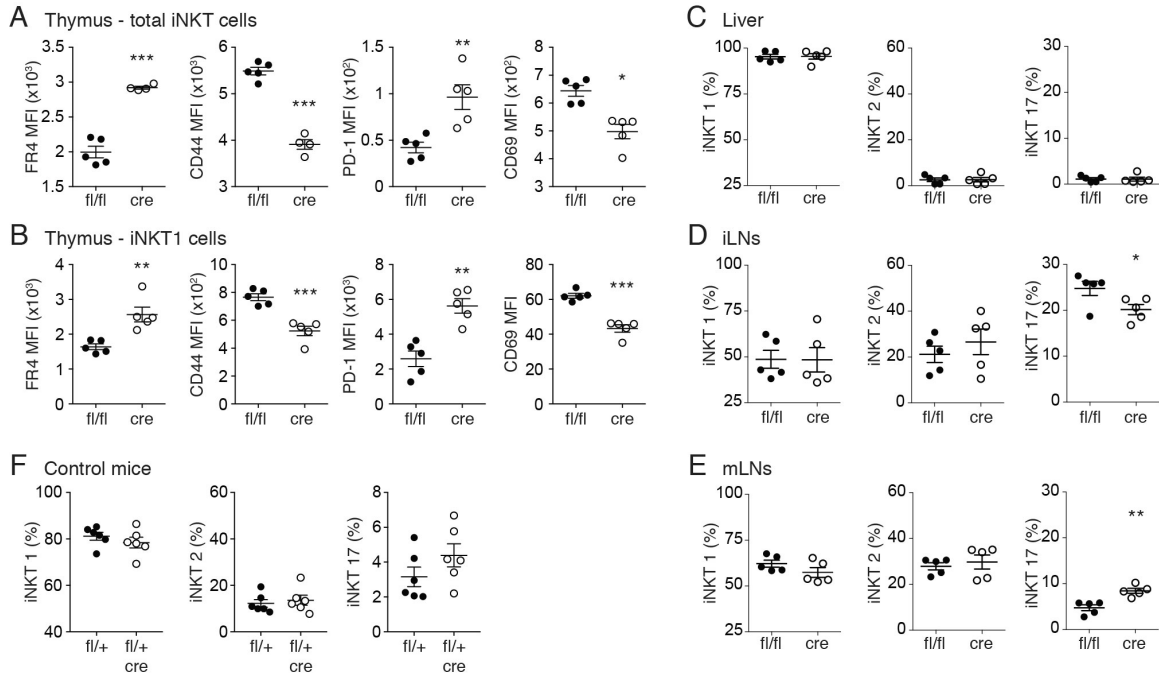 A Thymus - total iNKT cells
FR4 MFI (x10³)
3.5
3
2.5
2
1.5
***
fl/fl cre
CD44 MFI (x10³)
6
5
4
3
***
fl/fl cre
PD-1 MFI (x10²)
1.5
1
0.5
0
**
fl/fl cre
CD69 MFI (x10²)
8
7
6
5
4
3
*
fl/fl cre
B Thymus - iNKT1 cells
FR4 MFI (x10³)
4
3
2
1
0
**
fl/fl cre
CD44 MFI (x10²)
10
8
6
4
2
0
***
fl/fl cre
PD-1 MFI (x10³)
8
6
4
2
0
**
fl/fl cre
CD69 MFI
80
60
40
20
0
***
fl/fl cre
F Control mice
iNKT 1 (%)
100
80
60
40
fl/+ fl/+
cre
iNKT 2 (%)
60
40
20
0
fl/+ fl/+
cre
iNKT 17 (%)
8
6
4
2
0
fl/+ fl/+
cre
C Liver
iNKT 1 (%)
100
75
50
25
fl/fl cre
iNKT 2 (%)
60
40
20
0
fl/fl cre
iNKT 17 (%)
30
20
10
0
fl/fl cre
D iLNs
iNKT 1 (%)
100
75
50
25
fl/fl cre
iNKT 2 (%)
60
40
20
0
fl/fl cre
iNKT 17 (%)
30
20
10
0
*
fl/fl cre
E mLNs
iNKT 1 (%)
100
75
50
25
fl/fl cre
iNKT 2 (%)
60
40
20
0
fl/fl cre
iNKT 17 (%)
30
20
10
0
**
fl/fl cre